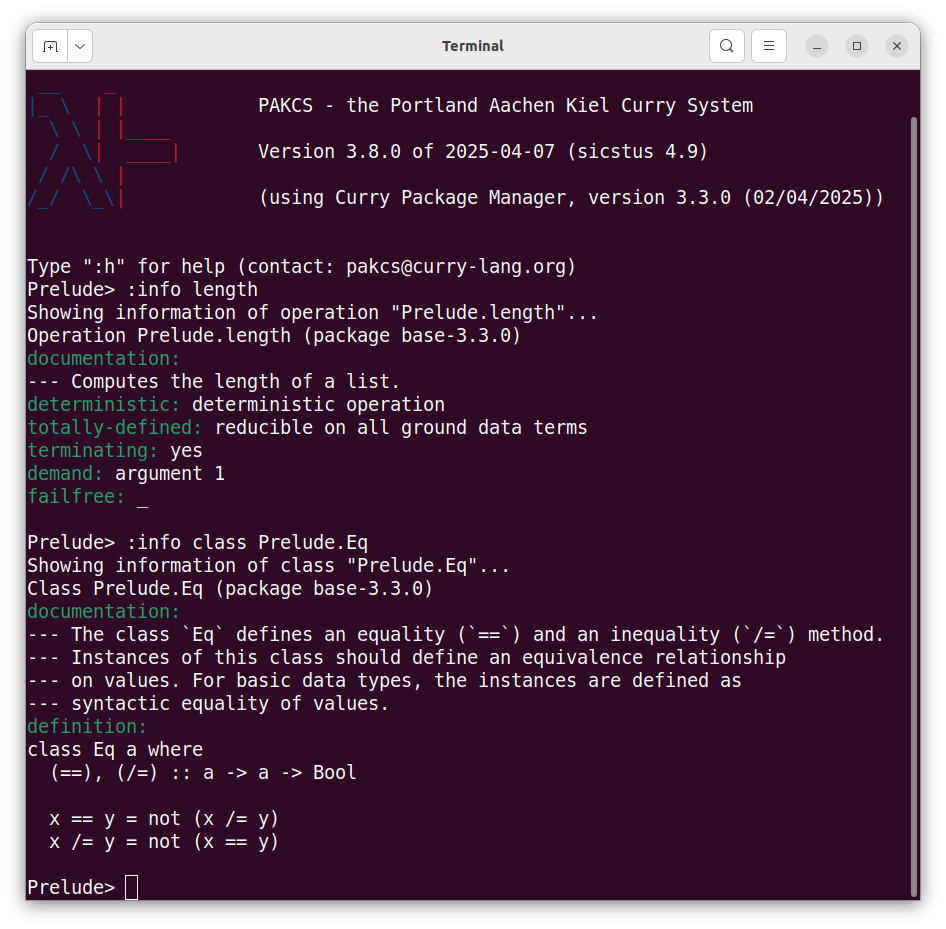 Terminal
PAKCS - the Portland Aachen Kiel Curry System
Version 3.8.0 of 2025-04-07 (sicstus 4.9)
(using Curry Package Manager, version 3.3.0 (02/04/2025))
Type ":h" for help (contact: pakcs@curry-lang.org)
Prelude> :info length
Showing information of operation "Prelude.length"...
Operation Prelude.length (package base-3.3.0)
documentation:
--- Computes the length of a list.
deterministic: deterministic operation
totally-defined: reducible on all ground data terms
terminating: yes
demand: argument 1
failfree: _
Prelude> :info class Prelude.Eq
Showing information of class "Prelude.Eq"...
Class Prelude.Eq (package base-3.3.0)
documentation:
--- The class `Eq` defines an equality (`==`) and an inequality (`/=`) method.
--- Instances of this class should define an equivalence relationship
--- on values. For basic data types, the instances are defined as
--- syntactic equality of values.
definition:
class Eq a where
  (==), (/=) :: a -> a -> Bool
  x == y = not (x /= y)
  x /= y = not (x == y)
Prelude>